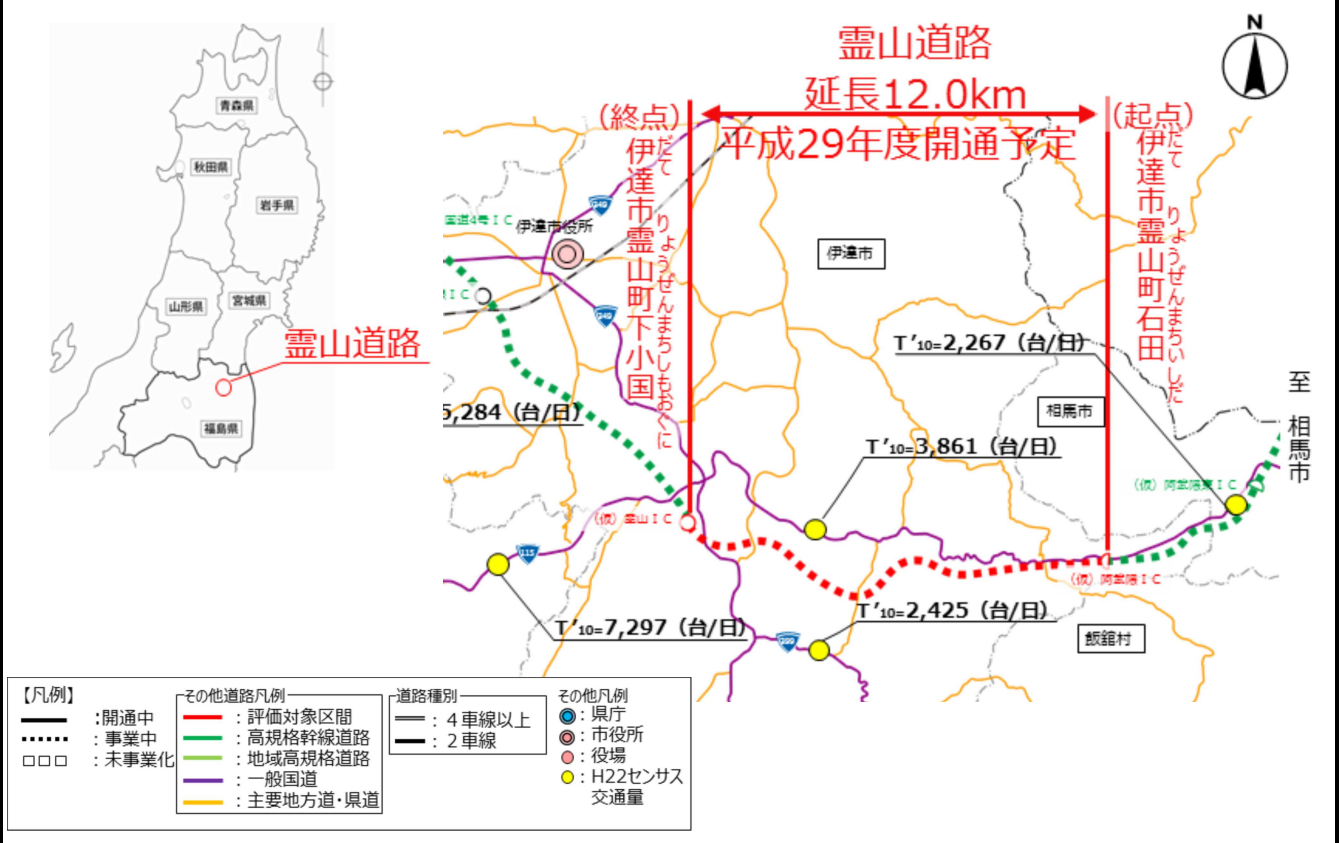 青森県
秋田県
岩手県
山形県
宮城県
福島県
霊山道路
霊山道路
延長12.0km
平成29年度開通予定
N
(終点)
伊達市霊山町下小国
だて りょうぜんまちしもおぐに
(起点)
伊達市霊山町石田
だて りょうぜんまちいしだ
国道4号IC
伊達市役所
349
349
IC
伊達市
T'10=2,267(台/日)
相馬市
至 相馬市
5,284(台/日)
T'10=3,861(台/日)
(仮)阿武隈東IC
(仮)霊山IC
115
(仮)阿武隈IC
T'10=7,297(台/日)
T'10=2,425(台/日)
399
飯舘村
【凡例】
:開通中
:事業中
:未事業化
その他道路凡例
:評価対象区間
:高規格幹線道路
:地域高規格道路
:一般国道
:主要地方道・県道
道路種別
:4車線以上
:2車線
その他凡例
:県庁
:市役所
:役場
:H22センサス
交通量